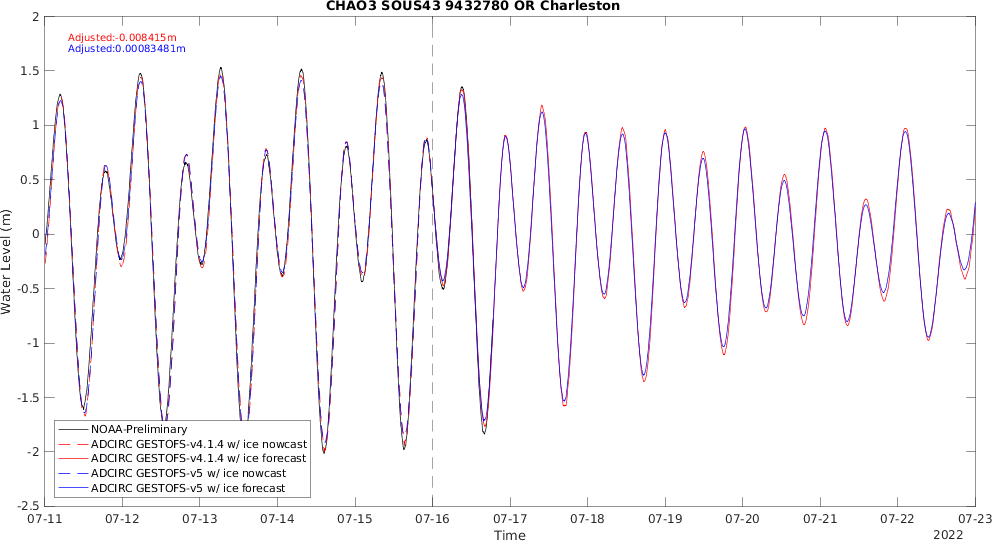 CHAO3 SOUS43 9432780 OR Charleston
Adjusted:-0.008415m
Adjusted:0.00083481m
2
1.5
1
0.5
0
-0.5
-1
-1.5
-2
-2.5
Water Level (m)
NOAA-Preliminary
ADCIRC GESTOFS-v4.1.4 w/ ice nowcast
ADCIRC GESTOFS-v4.1.4 w/ ice forecast
ADCIRC GESTOFS-v5 w/ ice nowcast
ADCIRC GESTOFS-v5 w/ ice forecast
07-11 07-12 07-13 07-14 07-15 07-16 07-17 07-18 07-19 07-20 07-21 07-22 07-23
Time
2022